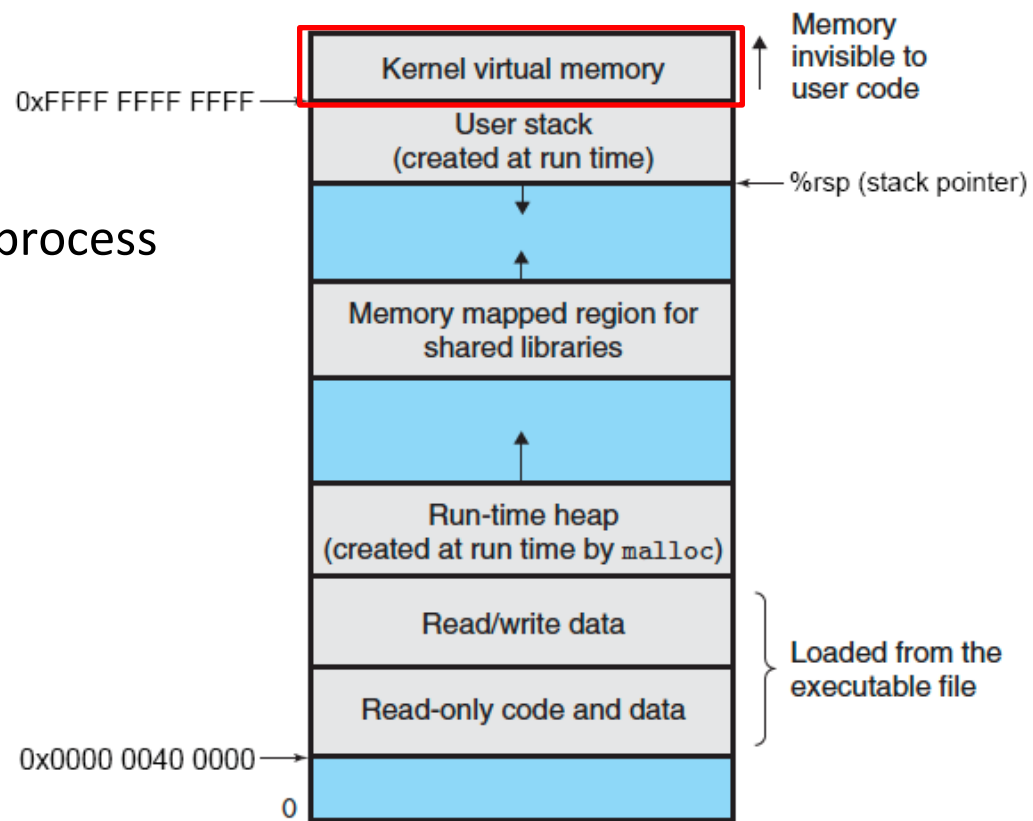 Memory
invisible to
user code
Kernel virtual memory
0xFFFF FFFF FFFF
User stack
(created at run time)
%rsp (stack pointer)
process
Memory mapped region for
shared libraries
Run-time heap
(created at run time by malloc)
Read/write data
Loaded from the
executable file
Read-only code and data
0x0000 0040 0000
0